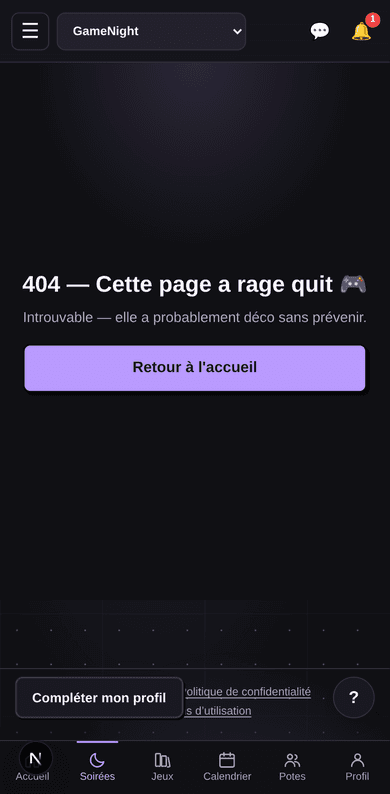 GameNight
1
404 — Cette page a rage quit 🎮
Introuvable — elle a probablement déco sans prévenir.
Retour à l'accueil
Compléter mon profil
olitique de confidentialité
s d'utilisation
?
N
Accueil
Soirées
Jeux
Calendrier
Potes
Profil